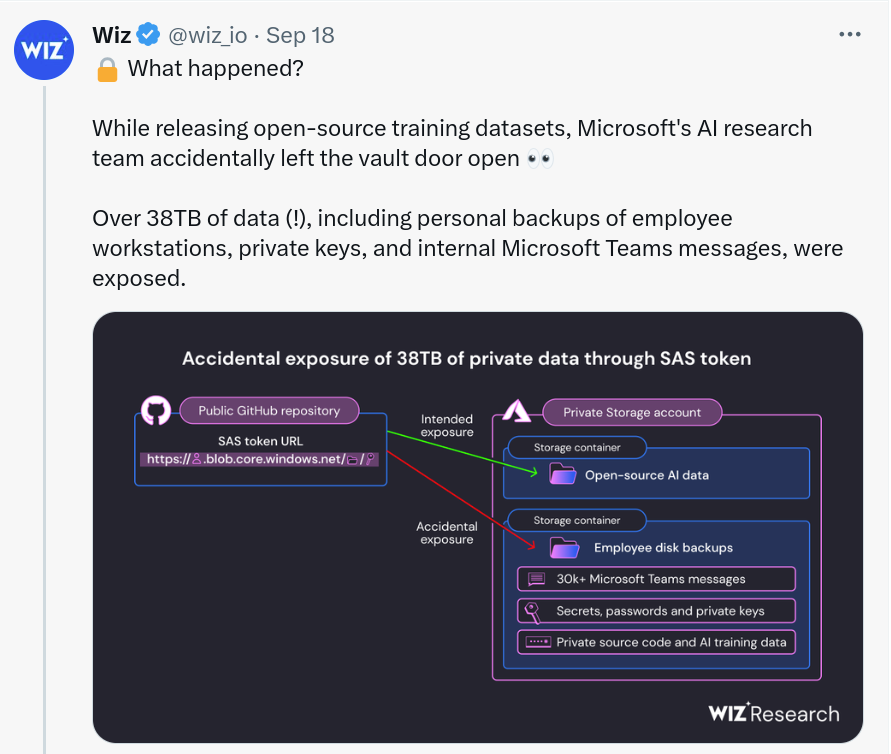 WIZ
Wiz @wiz_io · Sep 18
🔒 What happened?
While releasing open-source training datasets, Microsoft's AI research
team accidentally left the vault door open 👀
Over 38TB of data (!), including personal backups of employee
workstations, private keys, and internal Microsoft Teams messages, were
exposed.
Accidental exposure of 38TB of private data through SAS token
Public GitHub repository
SAS token URL
https://.blob.core.windows.net//
Intended
exposure
Accidental
exposure
Private Storage account
Storage container
Open-source AI data
Storage container
Employee disk backups
30k+ Microsoft Teams messages
Secrets, passwords and private keys
Private source code and AI training data
WIZ Research